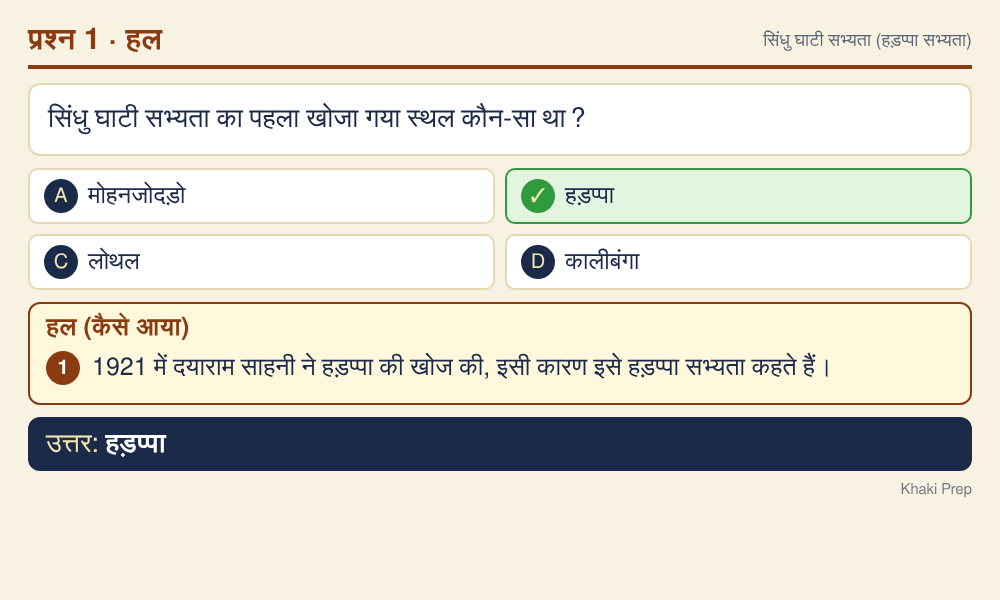 प्रश्न 1 · हल
सिंधु घाटी सभ्यता (हड़प्पा सभ्यता)
सिंधु घाटी सभ्यता का पहला खोजा गया स्थल कौन-सा था ?
A मोहनजोदड़ो
✓ हड़प्पा
C लोथल
D कालीबंगा
हल (कैसे आया)
1 1921 में दयाराम साहनी ने हड़प्पा की खोज की, इसी कारण इसे हड़प्पा सभ्यता कहते हैं।
उत्तर: हड़प्पा
Khaki Prep